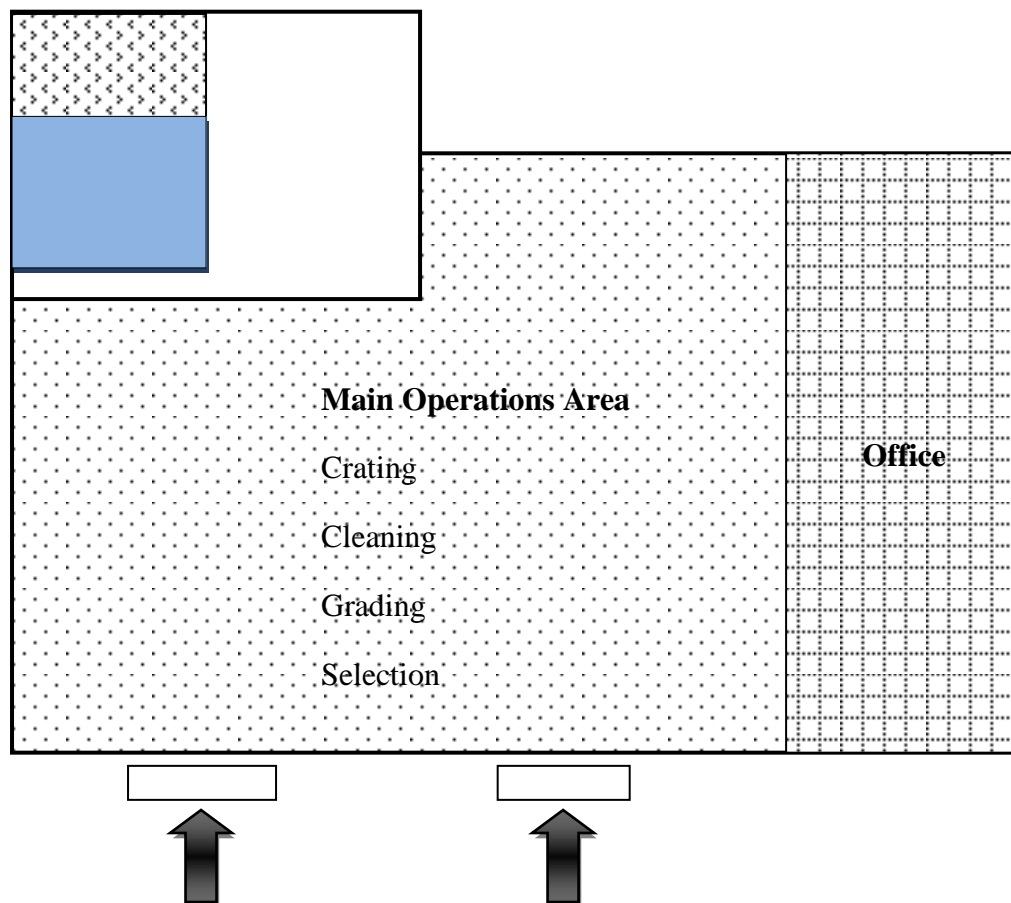 Main Operations Area
Crating
Office
Cleaning
Grading
Selection